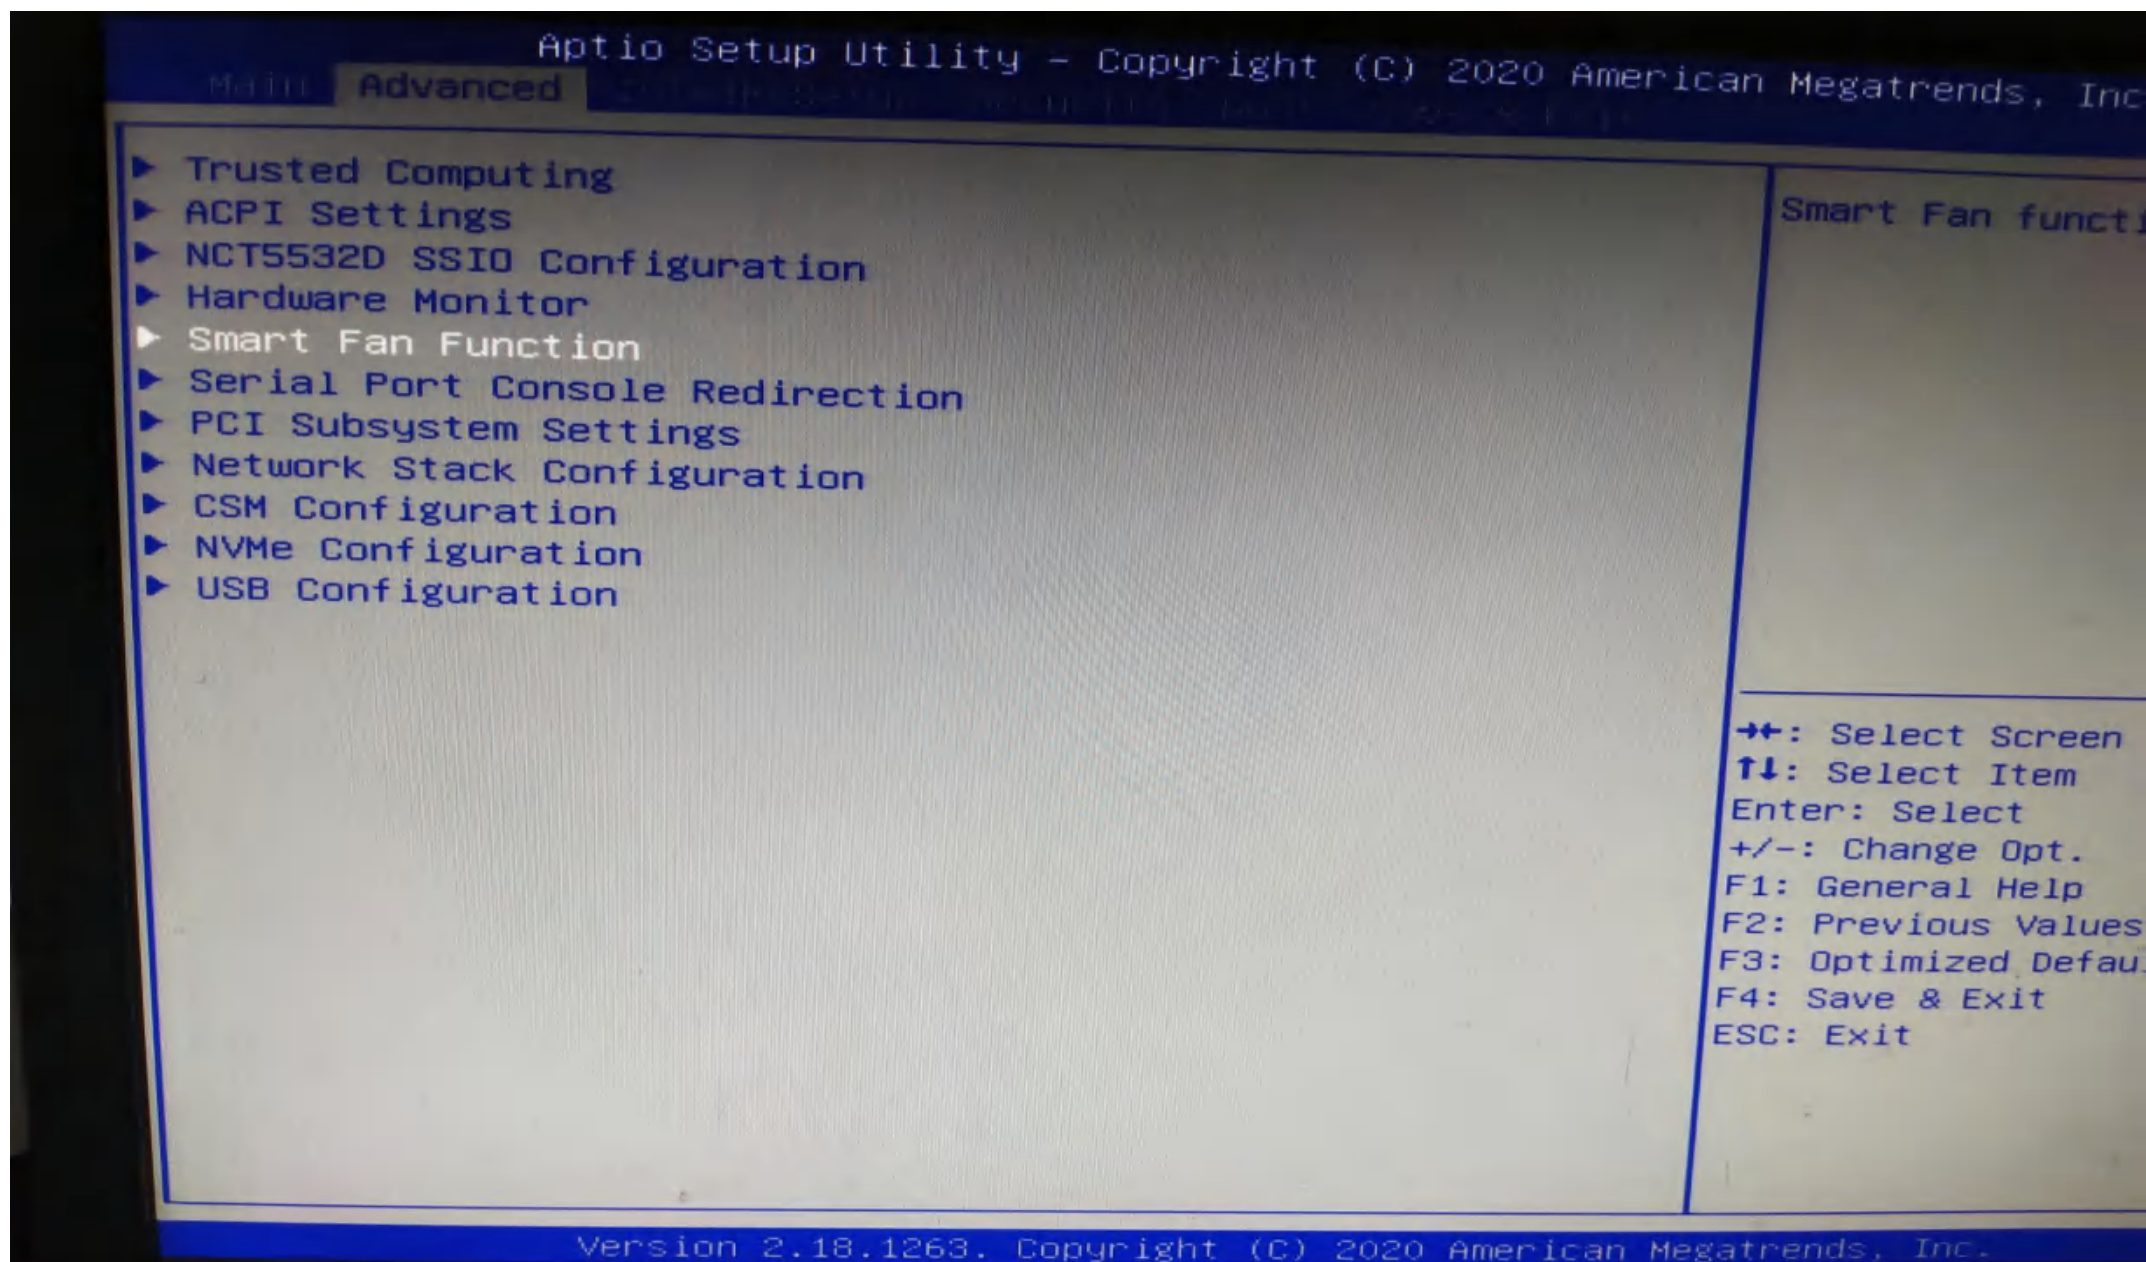 Aptio Setup Utility – Copyright (C) 2020 American Megatrends, Inc
Main Advanced
▶ Trusted Computing
▶ ACPI Settings
▶ NCT5532D SSIO Configuration
▶ Hardware Monitor
▶ Smart Fan Function
▶ Serial Port Console Redirection
▶ PCI Subsystem Settings
▶ Network Stack Configuration
▶ CSM Configuration
▶ NVMe Configuration
▶ USB Configuration
Smart Fan functi
→←: Select Screen
↑↓: Select Item
Enter: Select
+/-: Change Opt.
F1: General Help
F2: Previous Values
F3: Optimized Defau
F4: Save & Exit
ESC: Exit
Version 2.18.1263. Copyright (C) 2020 American Megatrends, Inc.